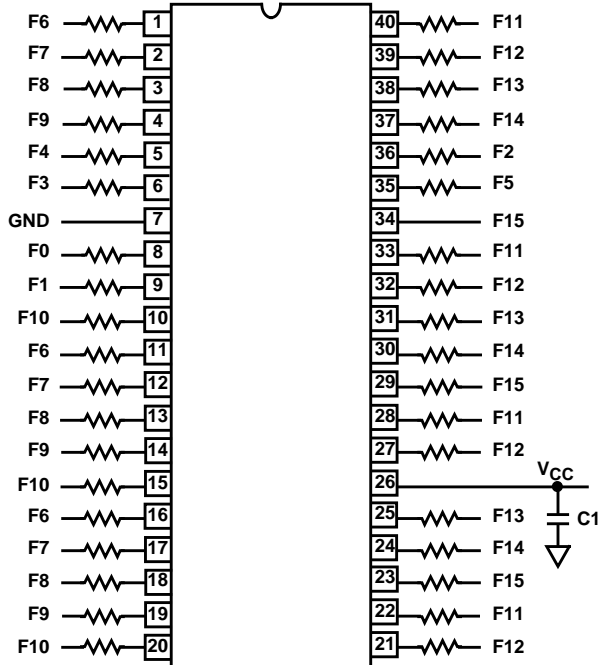 F6 1 40 F11
F7 2 39 F12
F8 3 38 F13
F9 4 37 F14
F4 5 36 F2
F3 6 35 F5
GND 7 34 F15
F0 8 33 F11
F1 9 32 F12
F10 10 31 F13
F6 11 30 F14
F7 12 29 F15
F8 13 28 F11
F9 14 27 F12
F10 15 26 VCC
F6 16 25 F13 C1
F7 17 24 F14
F8 18 23 F15
F9 19 22 F11
F10 20 21 F12